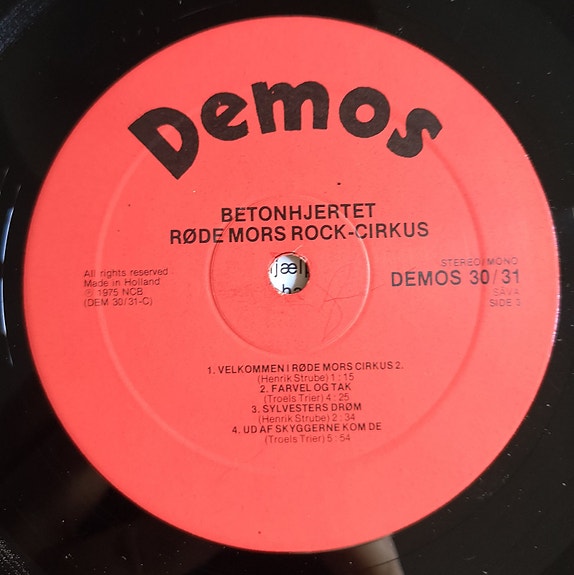 Demos
BETONHJERTET
RØDE MORS ROCK-CIRKUS
All rights reserved
Made in Holland
℗ 1975 NCB
(DEM 30/31-C)
jælp
STEREO/MONO
DEMOS 30/31
SAVA
SIDE 3
1. VELKOMMEN I RØDE MORS CIRKUS 2.
(Henrik Strube) 1:15
2. FARVEL OG TAK
(Troels Trier) 4:25
3. SYLVESTERS DRØM
(Henrik Strube) 2:34
4. UD AF SKYGGERNE KOM DE
(Troels Trier) 5:54